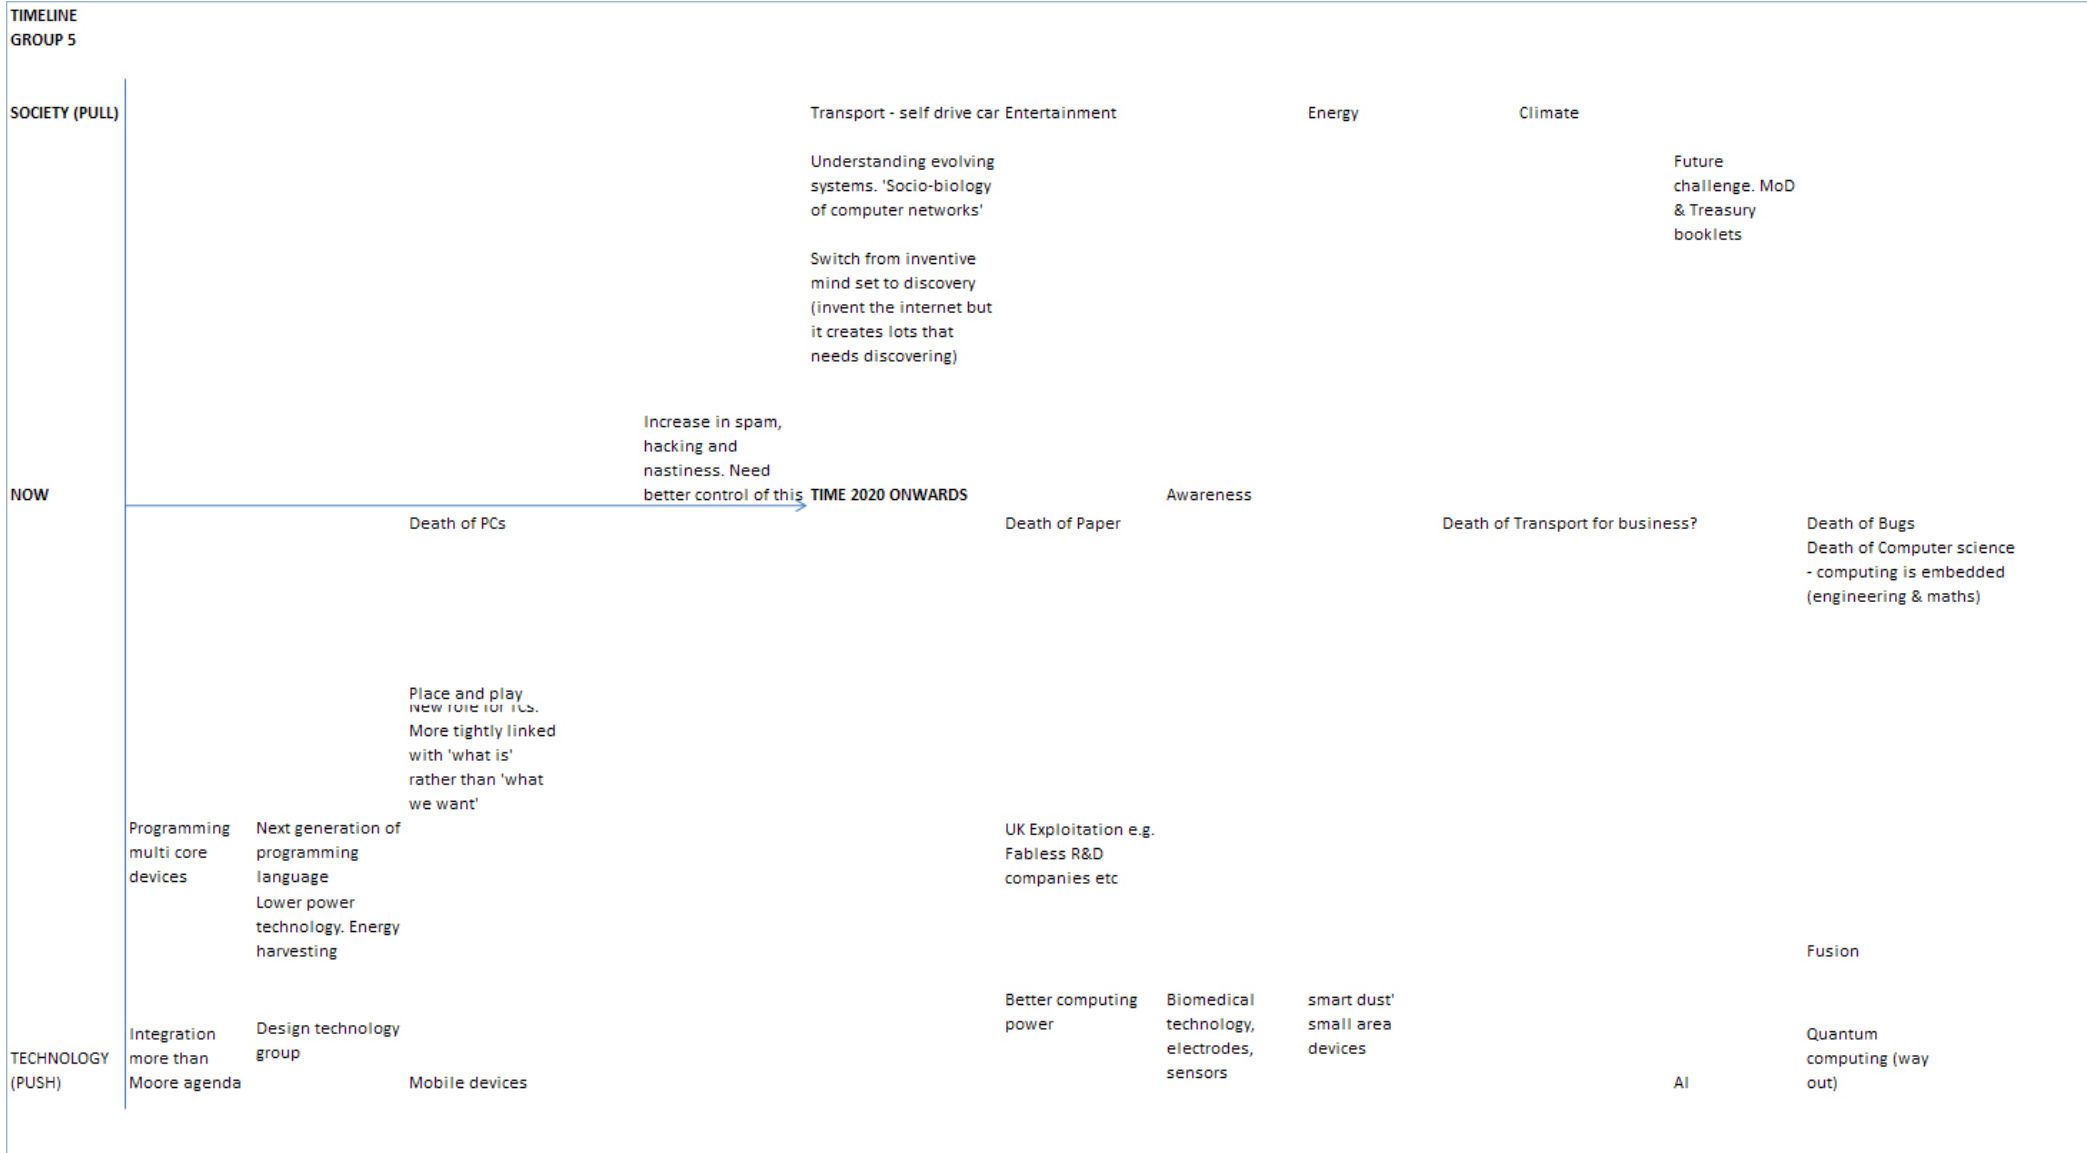 TIMELINE
GROUP 5
SOCIETY (PULL)
Transport - self drive car
Entertainment
Energy
Climate
Understanding evolving
systems. 'Socio-biology
of computer networks'
Future
challenge. MoD
& Treasury
booklets
Switch from inventive
mind set to discovery
(invent the internet but
it creates lots that
needs discovering)
Increase in spam,
hacking and
nastiness. Need
better control of this
NOW
TIME 2020 ONWARDS
Awareness
Death of PCs
Death of Paper
Death of Transport for business?
Death of Bugs
Death of Computer science
- computing is embedded
(engineering & maths)
Place and play
New role for
More tightly linked
with 'what is'
rather than 'what
we want'
Programming
multi core
devices
Next generation of
programming
language
UK Exploitation e.g.
Fabless R&D
companies etc
Lower power
technology. Energy
harvesting
Fusion
Better computing
power
Biomedical
technology,
electrodes,
sensors
smart dust'
small area
devices
Integration
more than
Moore agenda
Design technology
group
Quantum
computing (way
out)
TECHNOLOGY
(PUSH)
Mobile devices
AI